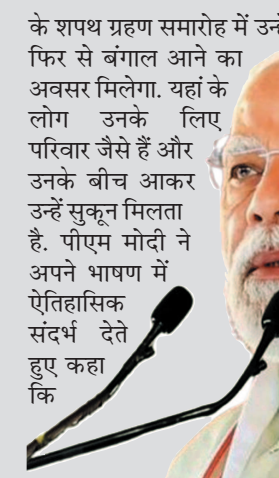 के शपथ ग्रहण समारोह में
फिर से बंगाल आने का
अवसर मिलेगा. यहां के
लोग उनके लिए
परिवार जैसे हैं और
उनके बीच आकर
उन्हें सुकून मिलता
है. पीएम मोदी ने
अपने भाषण में
ऐतिहासिक
संदर्भ देते
हुए कहा
कि